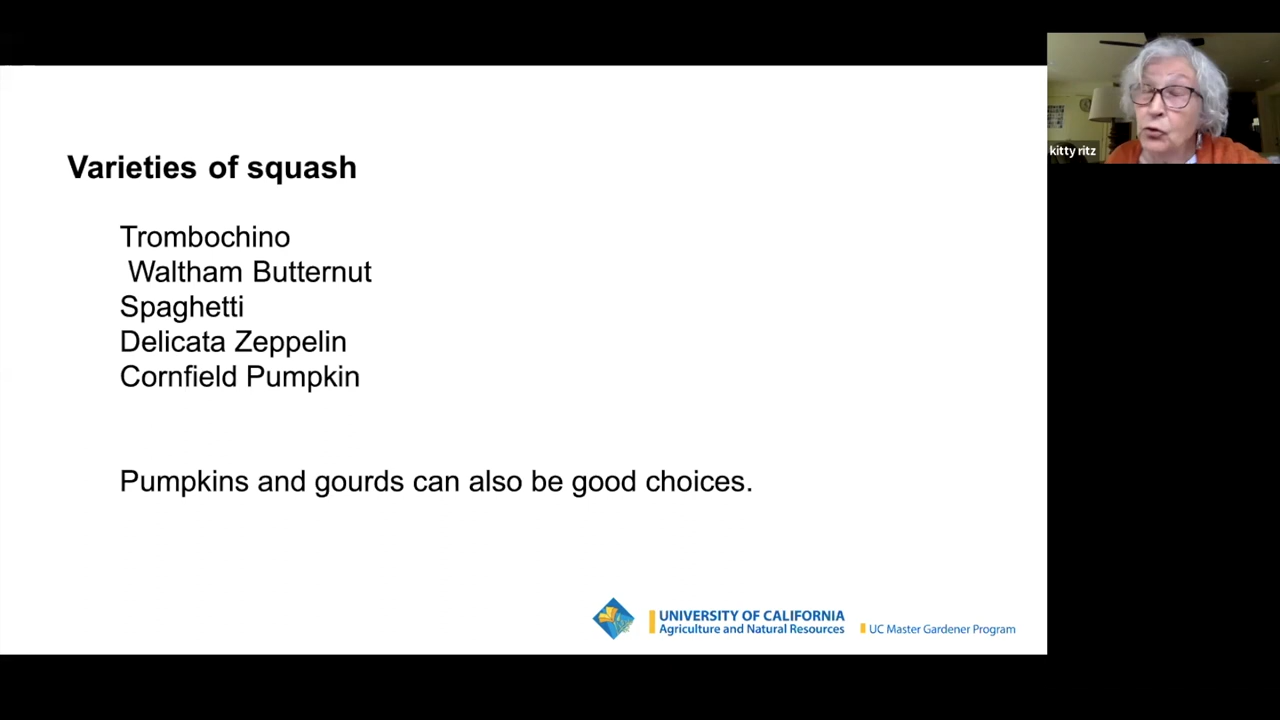 Varieties of squash
Trombochino
Waltham Butternut
Spaghetti
Delicata Zeppelin
Cornfield Pumpkin
Pumpkins and gourds can also be good choices.
UNIVERSITY OF CALIFORNIA
Agriculture and Natural Resources
UC Master Gardener Program
kitty ritz